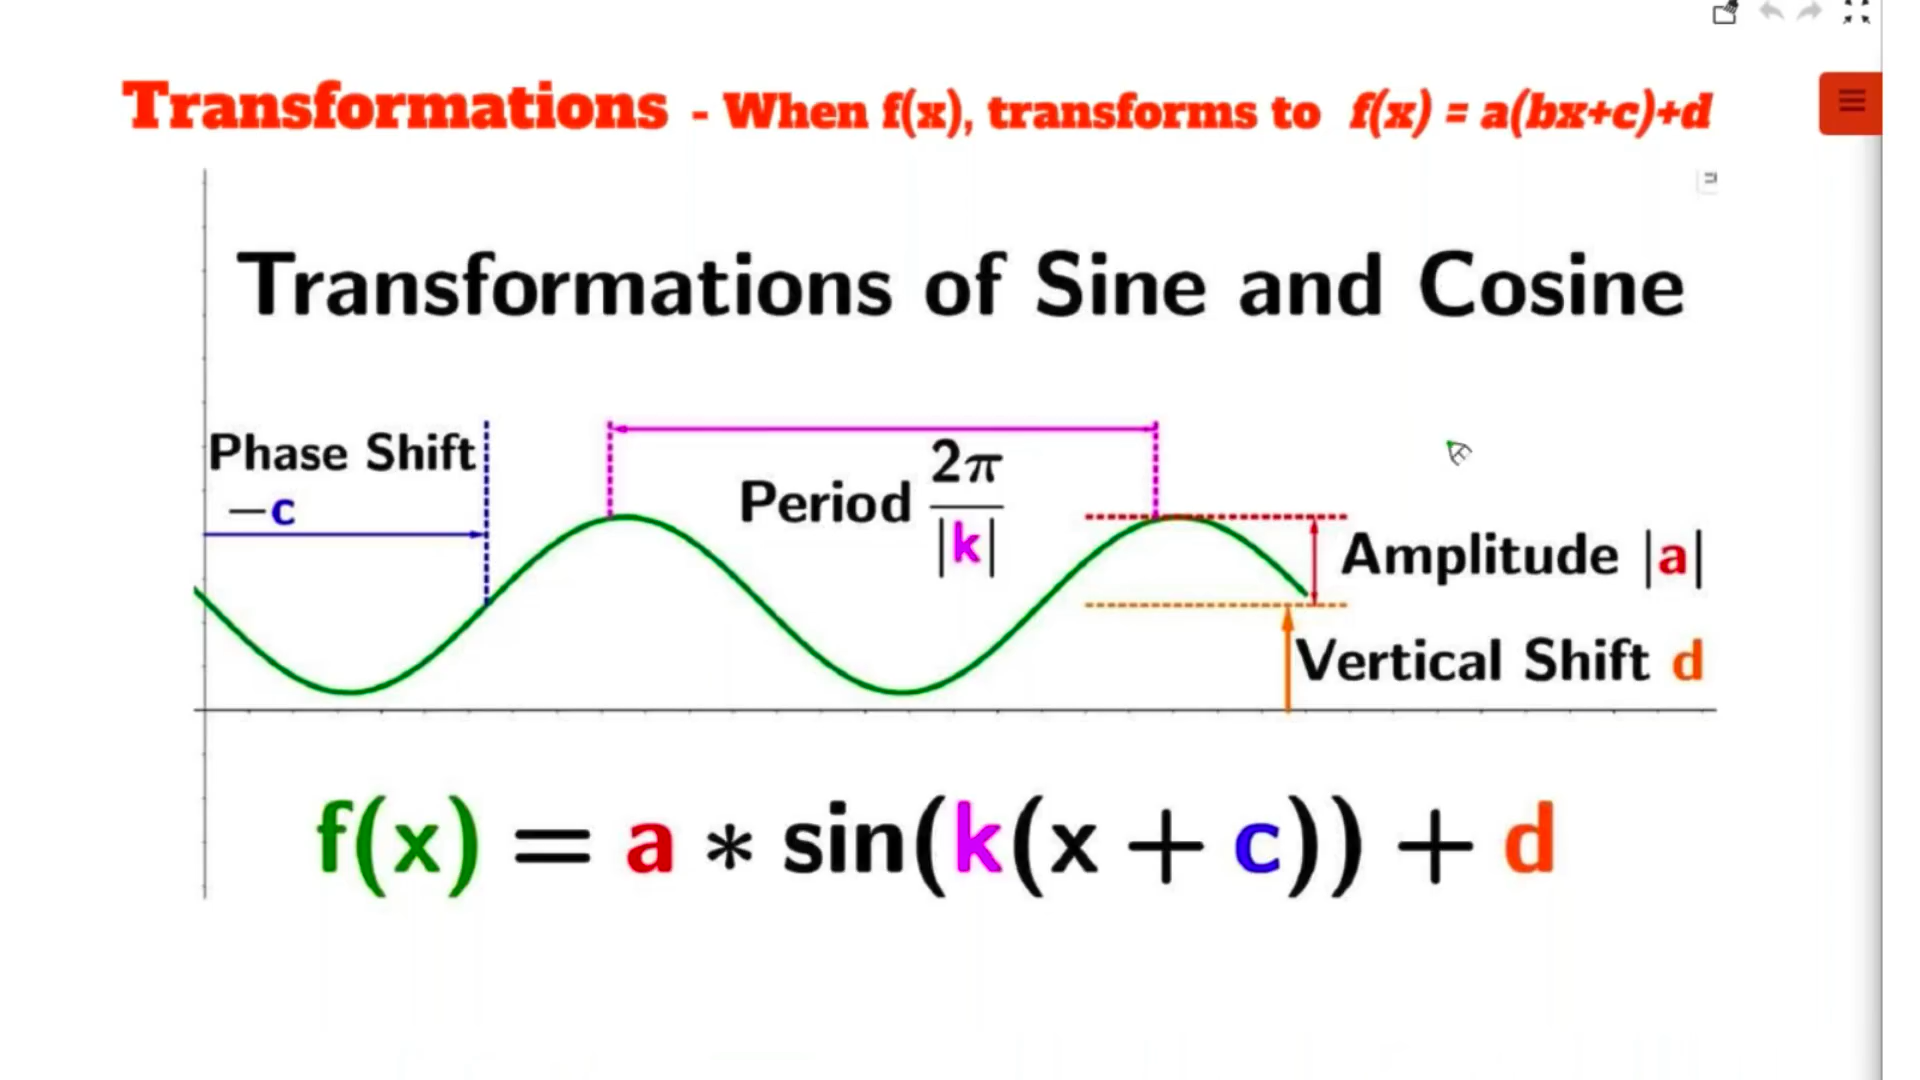 Transformations - When f(x), transforms to f(x) = a(bx+c)+d
Transformations of Sine and Cosine
Phase Shift
−c
Period 2π
|k|
Amplitude |a|
Vertical Shift d
f(x) = a * sin(k(x + c)) + d